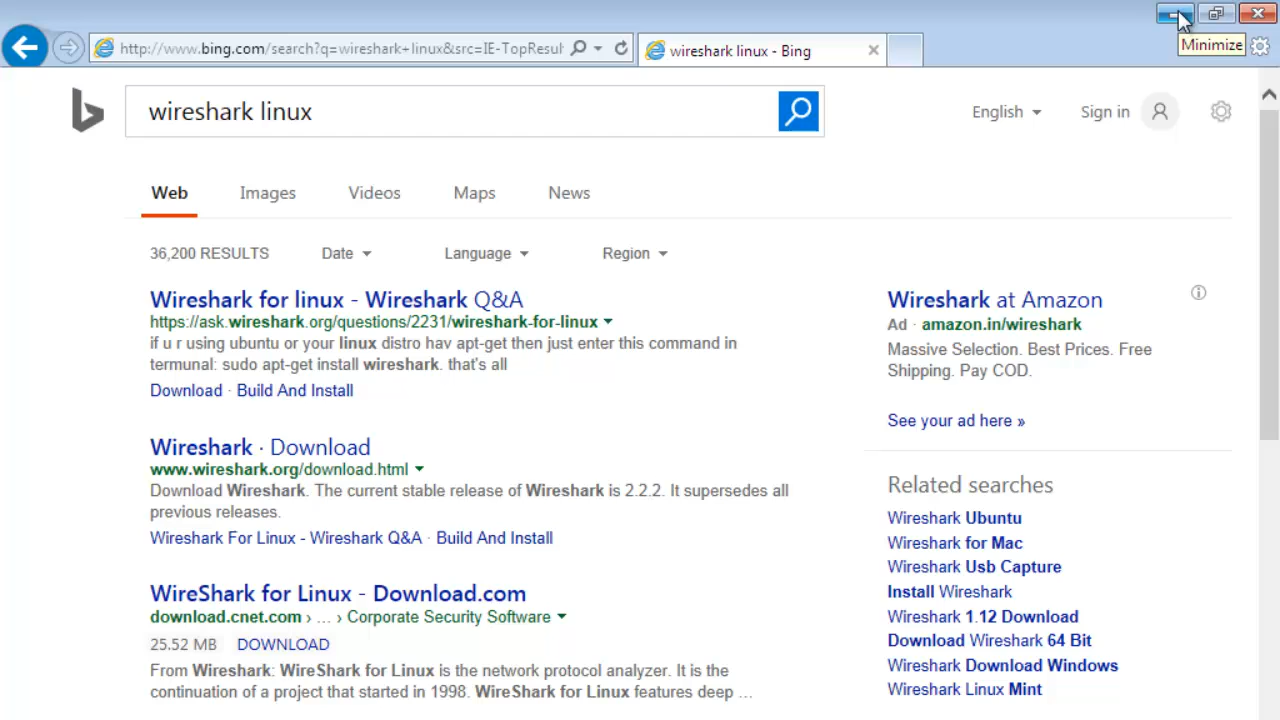 http://www.bing.com/search?q=wireshark+linux&src=IE-TopResul
wireshark linux - Bing
Minimize
wireshark linux
English
Sign in
Web
Images
Videos
Maps
News
36,200 RESULTS
Date
Language
Region
Wireshark for linux - Wireshark Q&A
https://ask.wireshark.org/questions/2231/wireshark-for-linux
if u r using ubuntu or your linux distro hav apt-get then just enter this command in
termunal: sudo apt-get install wireshark. that's all
Download · Build And Install
Wireshark · Download
www.wireshark.org/download.html
Download Wireshark. The current stable release of Wireshark is 2.2.2. It supersedes all
previous releases.
Wireshark For Linux - Wireshark Q&A · Build And Install
WireShark for Linux - Download.com
download.cnet.com › ... › Corporate Security Software
25.52 MB DOWNLOAD
From Wireshark: WireShark for Linux is the network protocol analyzer. It is the
continuation of a project that started in 1998. WireShark for Linux features deep ...
Wireshark at Amazon
Ad · amazon.in/wireshark
Massive Selection. Best Prices. Free
Shipping. Pay COD.
See your ad here »
Related searches
Wireshark Ubuntu
Wireshark for Mac
Wireshark Usb Capture
Install Wireshark
Wireshark 1.12 Download
Download Wireshark 64 Bit
Wireshark Download Windows
Wireshark Linux Mint